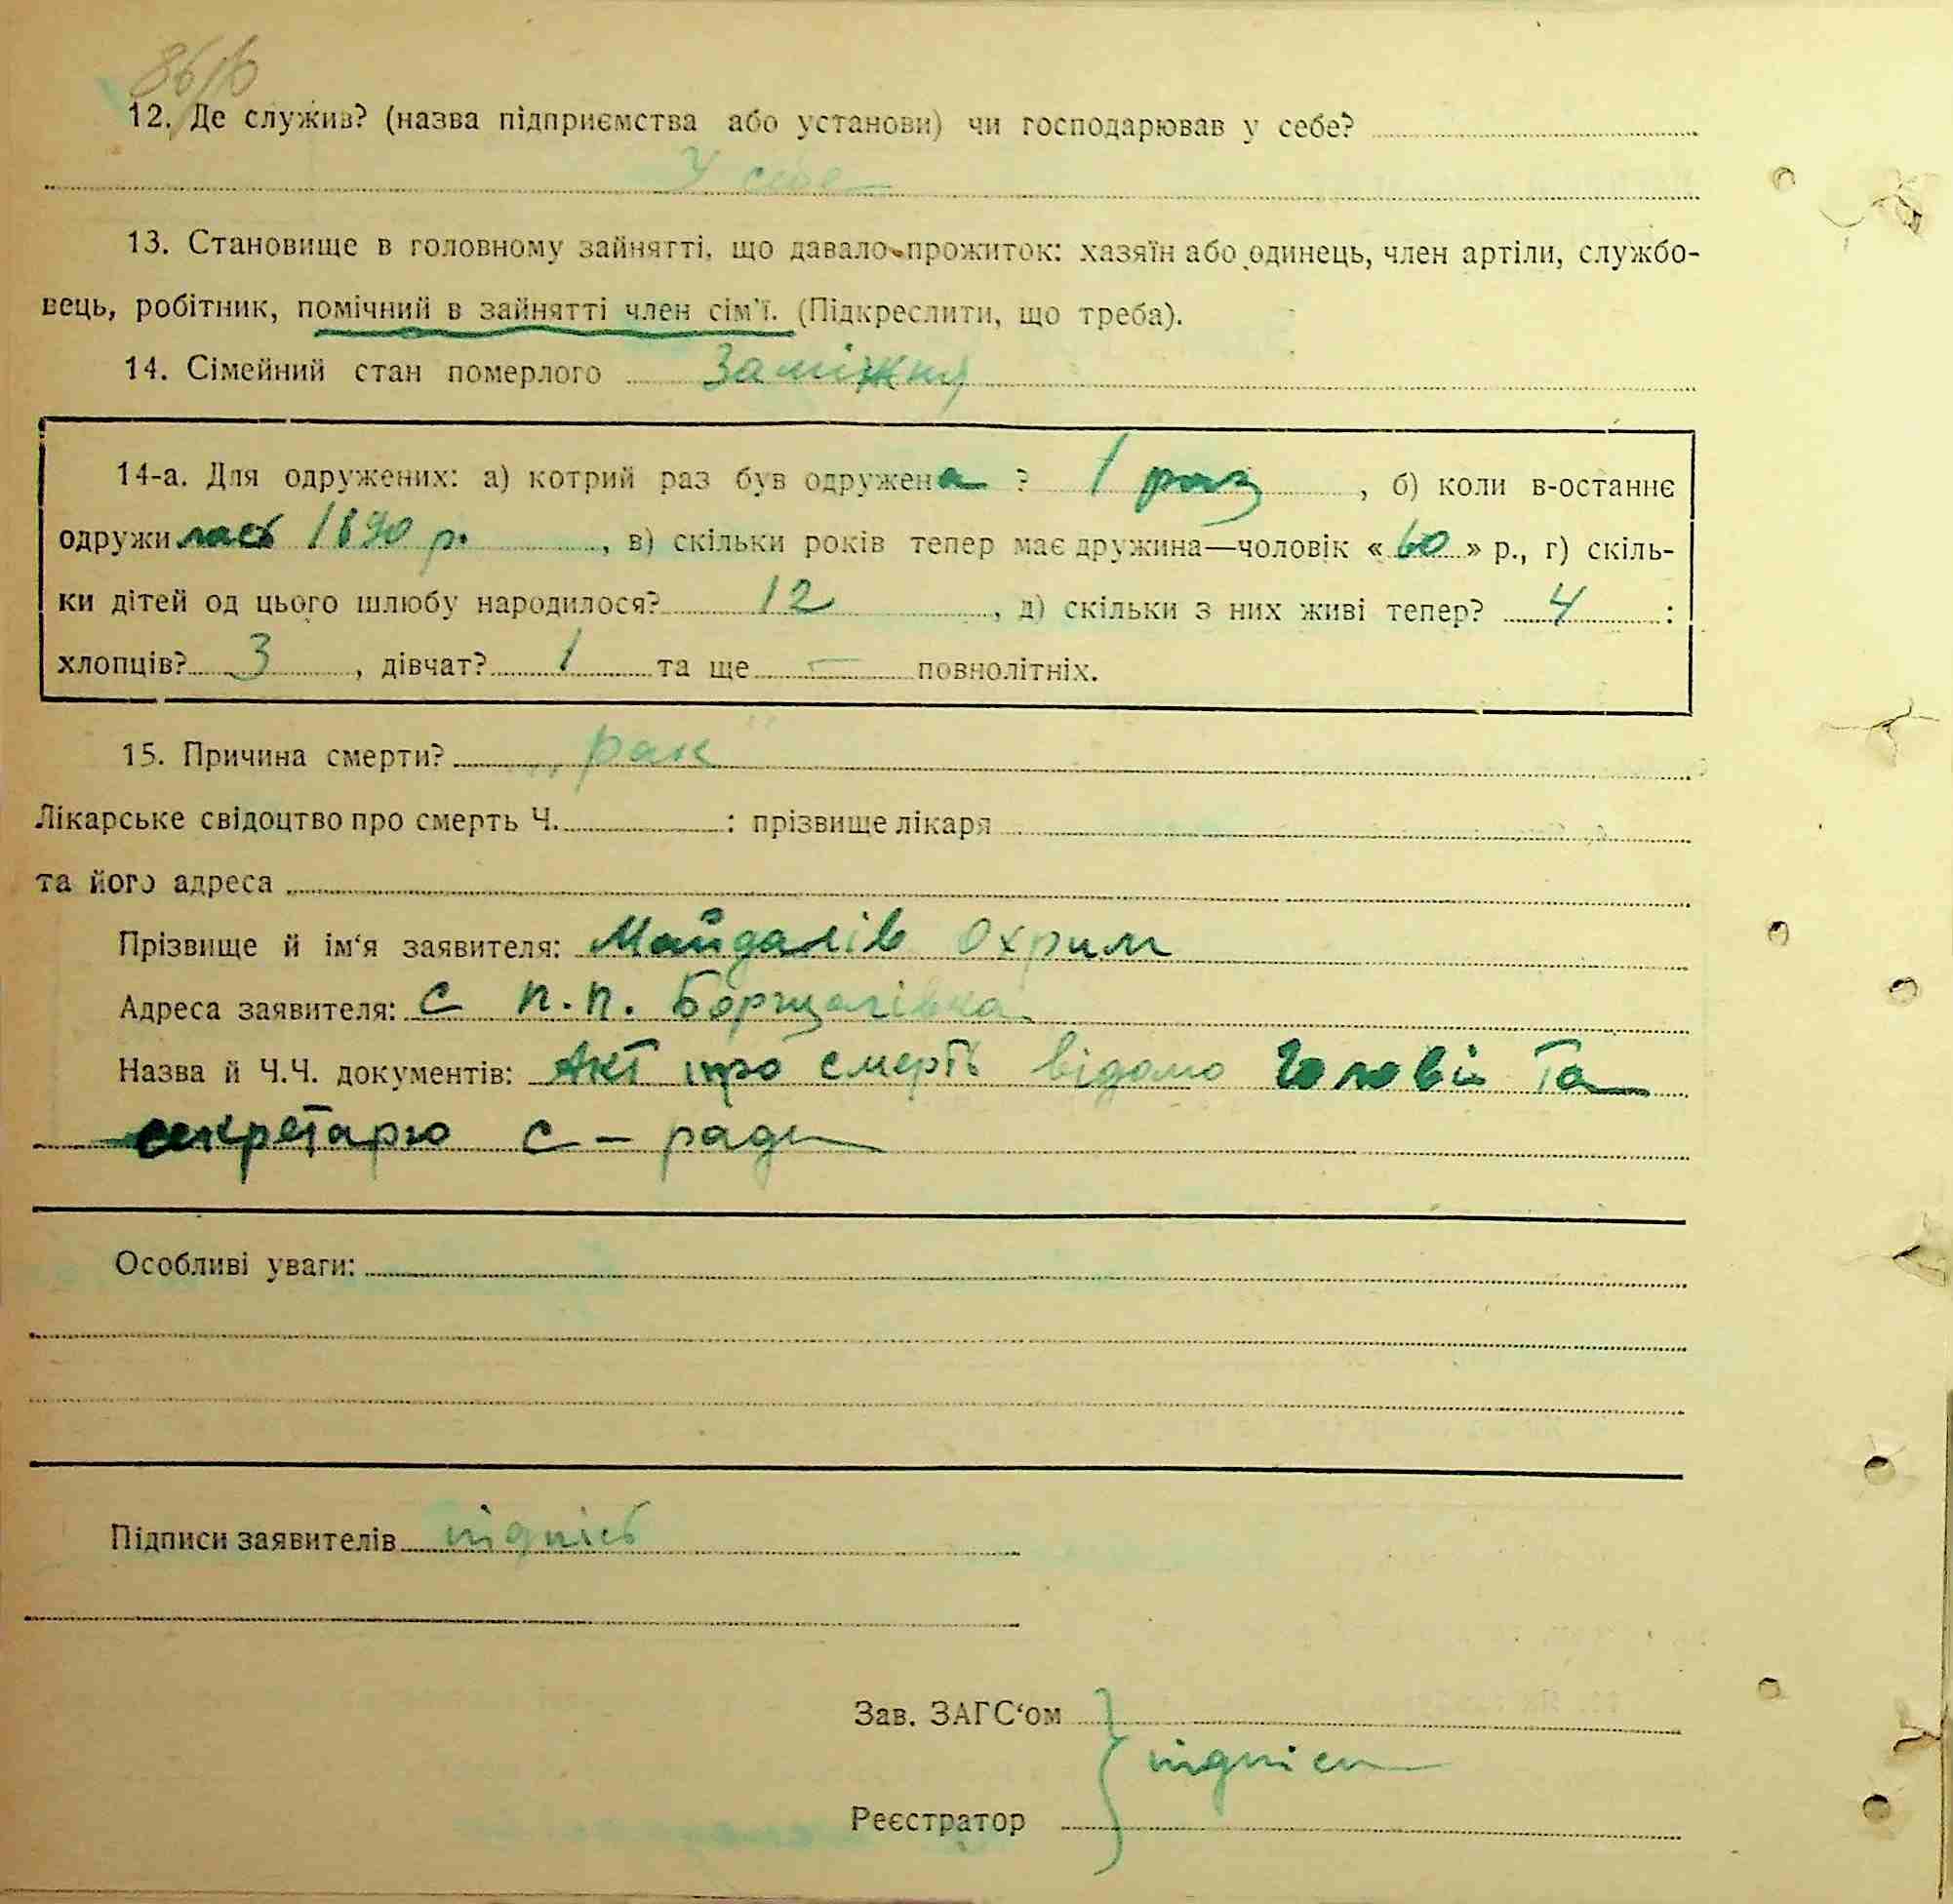 86/б
12. Де служив? (назва підприємства або установи) чи господарював у себе?
У себе
13. Становище в головному зайнятті, що давало прожиток: хазяїн або одинець, член артіли, службо-
вець, робітник, помічний в зайнятті член сім'ї. (Підкреслити, що треба).
14. Сімейний стан померлого Заміжня
14-а. Для одружених: а) котрий раз був одружена ? 1 раз, б) коли в-останнє
одружилась 1890 р., в) скільки років тепер має дружина—чоловік «60» р., г) скіль-
ки дітей од цього шлюбу народилося? 12, д) скільки з них живі тепер? 4 :
хлопців? 3, дівчат? 1 та ще — повнолітніх.
15. Причина смерти? „рак"
Лікарське свідоцтво про смерть Ч. : прізвище лікаря
та його адреса
Прізвище й ім'я заявителя: Майдалів Охрим
Адреса заявителя: С П.П. Борщагівка
Назва й Ч.Ч. документів: Акт про смерть відомо Голові та
секретарю с-ради
Особливі уваги:
Підписи заявителів підпісь
Зав. ЗАГС'ом
підписи
Реєстратор